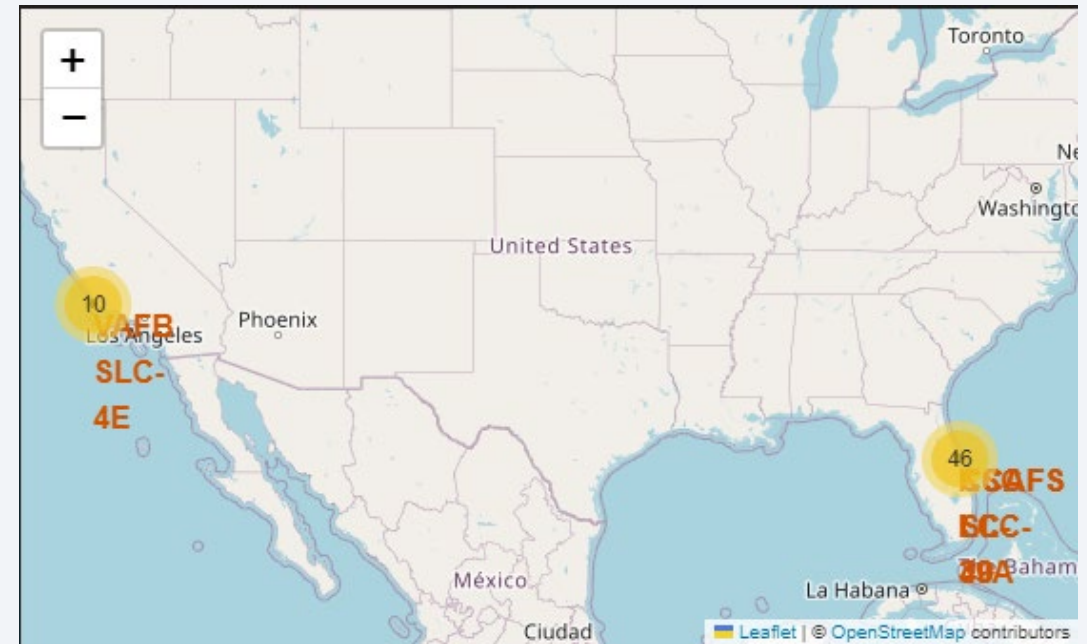 +
−
Toronto
Ne
Washingto
United States
10
VAFB
Los Angeles
SLC-
4E
Phoenix
46
México
La Habana
Baham
Ciudad
Leaflet | © OpenStreetMap contributors